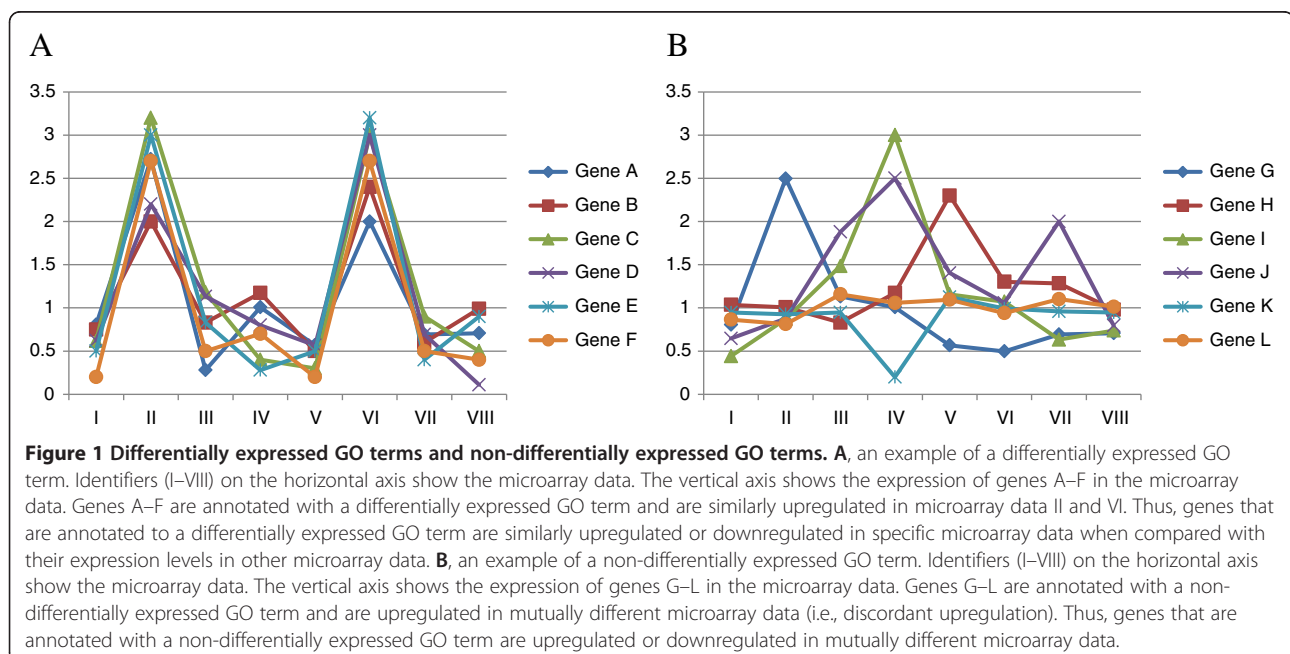 A
3.5
3
2.5
2
1.5
1
0.5
0
I II III IV V VI VII VIII
Gene A
Gene B
Gene C
Gene D
Gene E
Gene F
B
3.5
3
2.5
2
1.5
1
0.5
0
I II III IV V VI VII VIII
Gene G
Gene H
Gene I
Gene J
Gene K
Gene L
Figure 1 Differentially expressed GO terms and non-differentially expressed GO terms. A, an example of a differentially expressed GO
term. Identifiers (I–VIII) on the horizontal axis show the microarray data. The vertical axis shows the expression of genes A–F in the microarray
data. Genes A–F are annotated with a differentially expressed GO term and are similarly upregulated in microarray data II and VI. Thus, genes that
are annotated to a differentially expressed GO term are similarly upregulated or downregulated in specific microarray data when compared with
their expression levels in other microarray data. B, an example of a non-differentially expressed GO term. Identifiers (I–VIII) on the horizontal axis
show the microarray data. The vertical axis shows the expression of genes G–L in the microarray data. Genes G–L are annotated with a non-
differentially expressed GO term and are upregulated in mutually different microarray data (i.e., discordant upregulation). Thus, genes that are
annotated with a non-differentially expressed GO term are upregulated or downregulated in mutually different microarray data.